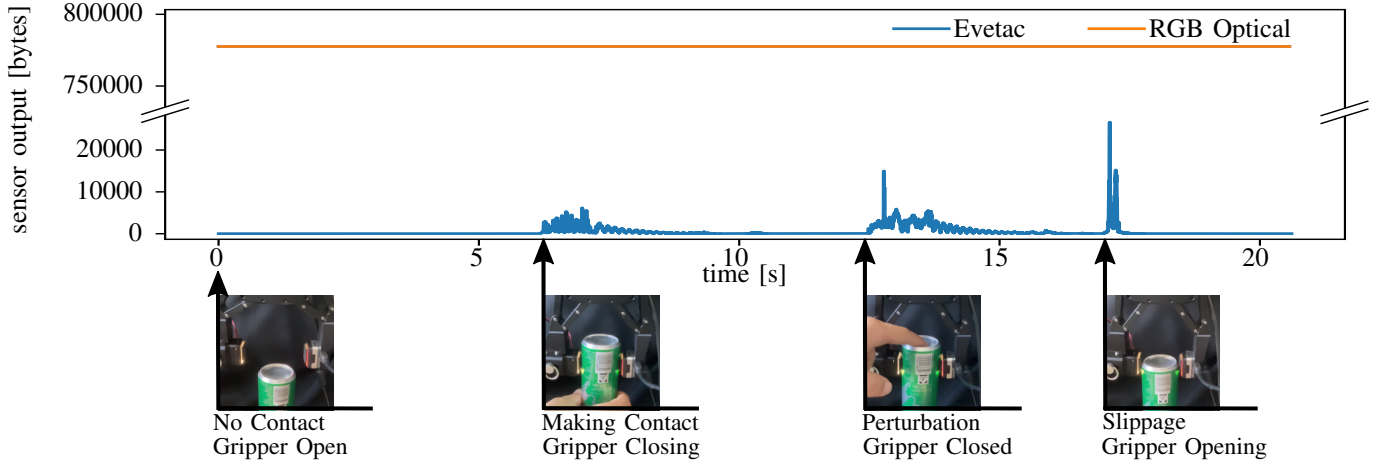 800000
Evetac
RGB Optical
750000
sensor output [bytes]
20000
10000
0
0
5
10
15
20
time [s]
No Contact
Gripper Open
Making Contact
Gripper Closing
Perturbation
Gripper Closed
Slippage
Gripper Opening